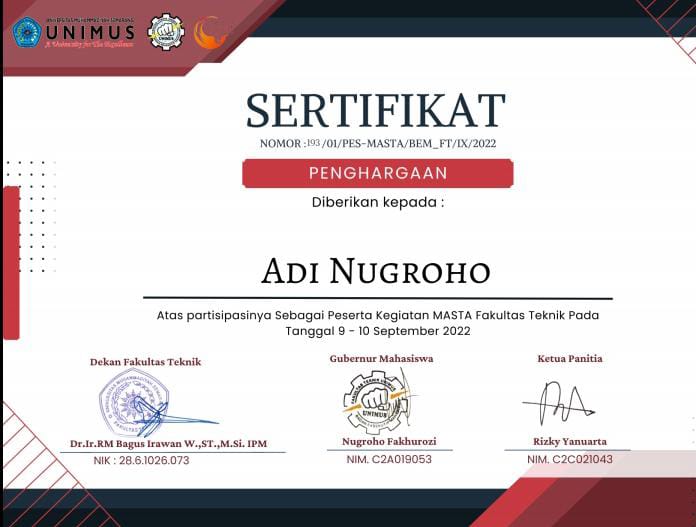 UNIVERSITAS MUHAMMADIYAH SEMARANG
UNIMUS
A University for The Excellence
SERTIFIKAT
NOMOR :193 /01/PES-MASTA/BEM_FT/IX/2022
PENGHARGAAN
Diberikan kepada :
Adi Nugroho
Atas partisipasinya Sebagai Peserta Kegiatan MASTA Fakultas Teknik Pada
Tanggal 9 - 10 September 2022
Dekan Fakultas Teknik
Dr.Ir.RM Bagus Irawan W.,ST.,M.Si. IPM
NIK : 28.6.1026.073
Gubernur Mahasiswa
UNIMUS
Nugroho Fakhurozi
NIM. C2A019053
Ketua Panitia
Rizky Yanuarta
NIM. C2C021043